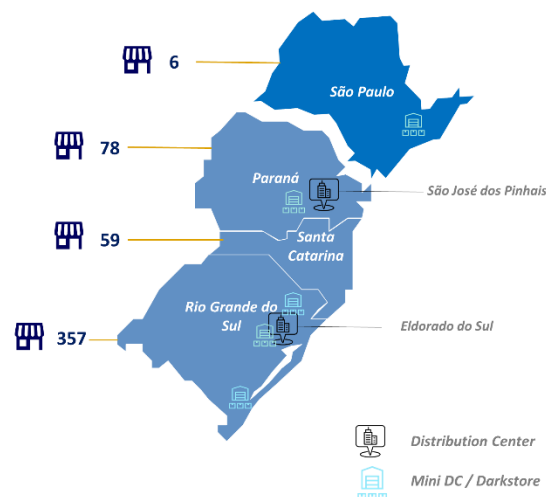 6
São Paulo
78
Paraná
São José dos Pinhais
59
Santa
Catarina
Rio Grande do
Sul
Eldorado do Sul
357
Distribution Center
Mini DC / Darkstore